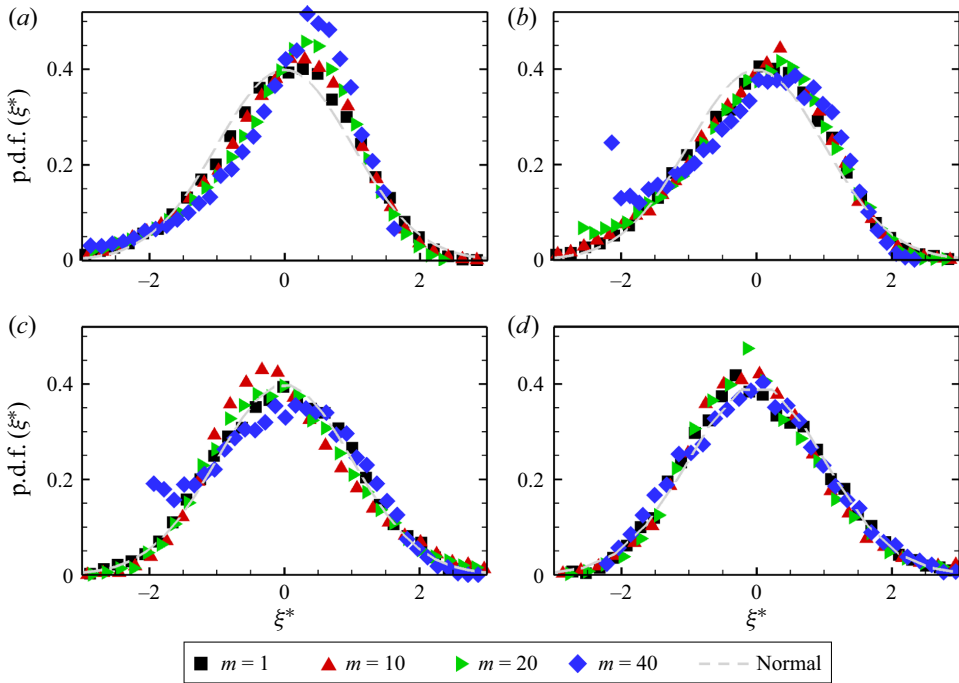 (a) (b)
p.d.f. (ξ*)
0.4 0.4
0.2 0.2
0 0
–2 0 2 –2 0 2
(c) (d)
p.d.f. (ξ*)
0.4 0.4
0.2 0.2
0 0
–2 0 2 –2 0 2
ξ* ξ*
m = 1 m = 10 m = 20 m = 40 Normal